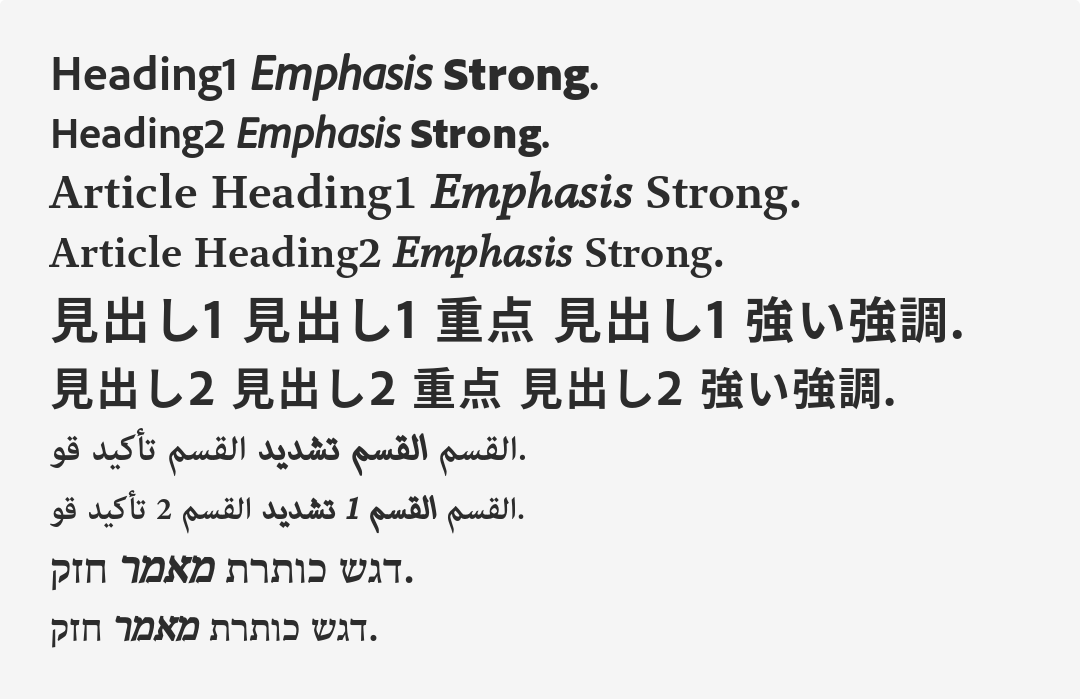 Heading1 Emphasis Strong.
Heading2 Emphasis Strong.
Article Heading1 Emphasis Strong.
Article Heading2 Emphasis Strong.
見出し1 見出し1 重点 見出し1 強い強調.
見出し2 見出し2 重点 見出し2 強い強調.
القسم القسم تشديد القسم تأكيد قو.
القسم القسم 1 تشديد القسم 2 تأكيد قو.
דגש כותרת מאמר חזק.
דגש כותרת מאמר חזק.